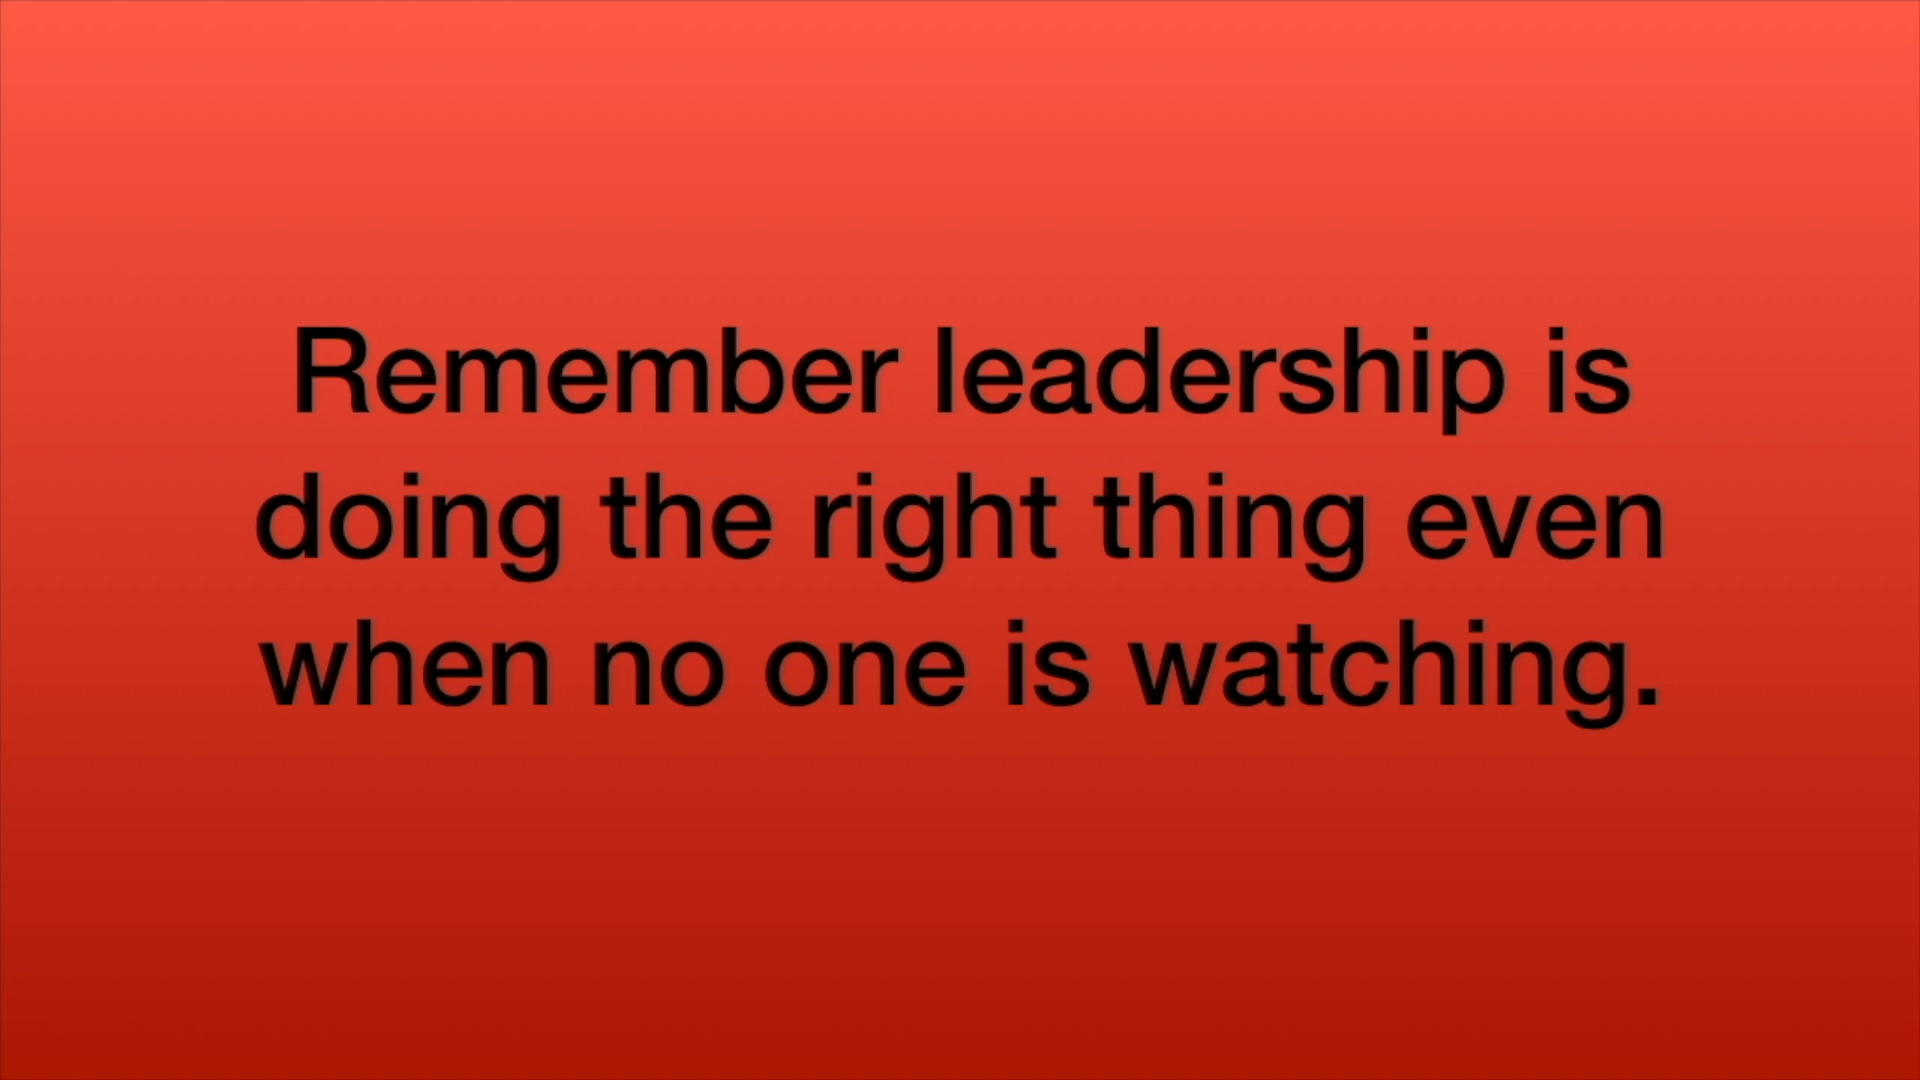 Remember leadership is
doing the right thing even
when no one is watching.